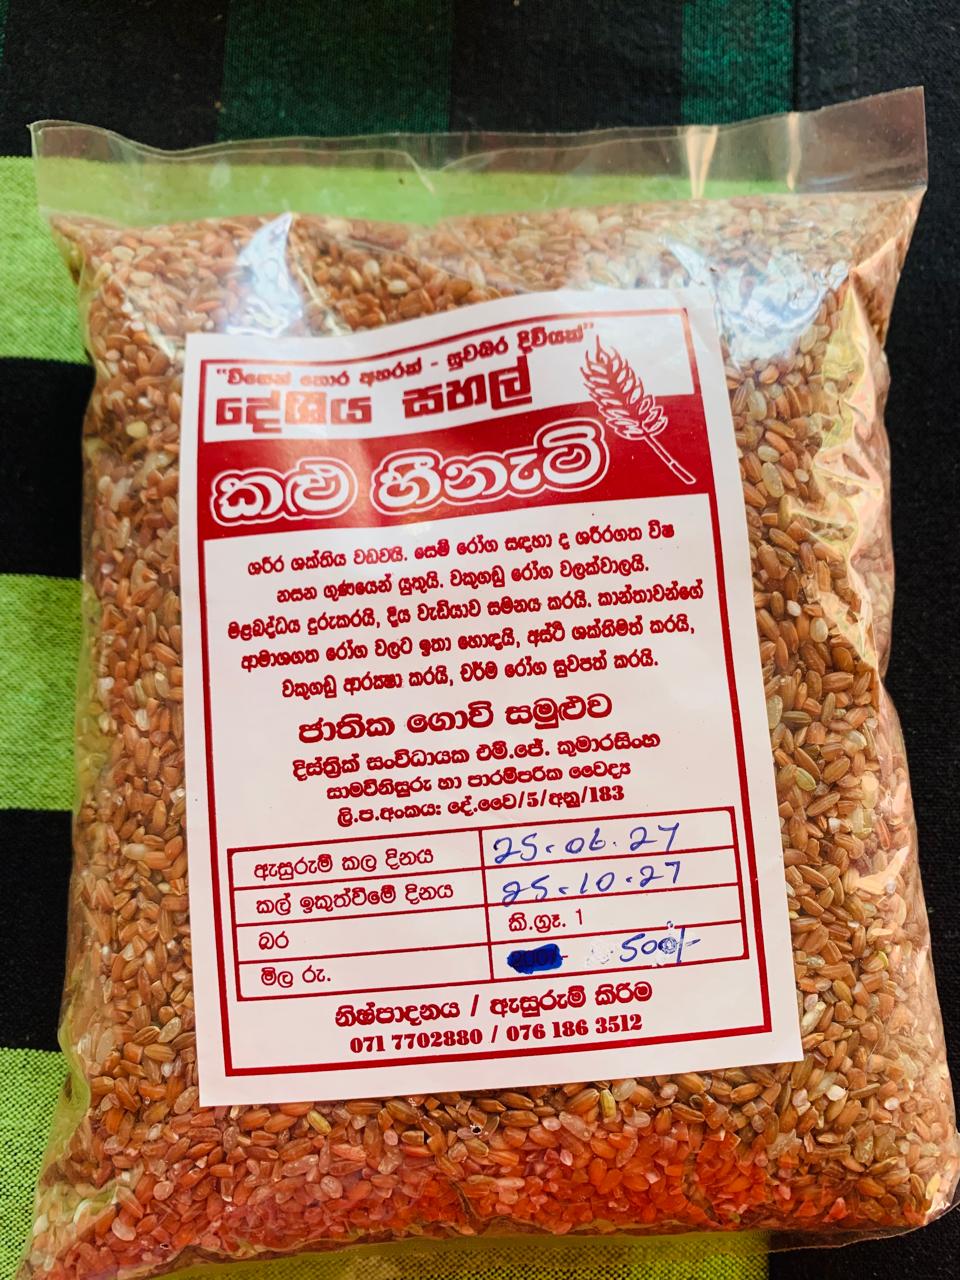 "විසෙන් තොර අහරක් - සුවබර දිවියක්"
දේශීය සහල්
කළු හීනැටි
ශරීර ශක්තිය වඩවයි. සෙම් රෝග සඳහා ද ශරීරගත විෂ
නසන ගුණයෙන් යුතුයි. වකුගඩු රෝග වලක්වාලයි.
මළබද්ධය දුරුකරයි, දිය වැඩියාව සමනය කරයි. කාන්තාවන්ගේ
ආමාශගත රෝග වලට ඉතා හොඳයි, අස්ථි ශක්තිමත් කරයි,
වකුගඩු ආරක්‍ෂා කරයි, චර්ම රෝග සුවපත් කරයි.
ජාතික ගොවි සමුළුව
දිස්ත්‍රික් සංවිධායක එම්.ජේ. කුමාරසිංහ
සාමවිනිසුරු හා පාරම්පරික වෛද්‍ය
ලි.ප.අංකය: දේ.වෛ/5/අනු/183
ඇසුරුම් කල දිනය 25.06.27
කල් ඉකුත්වීමේ දිනය 25.10.27
බර කි.ග්‍රෑ. 1
මිල රු. 500/-
නිෂ්පාදනය / ඇසුරුම් කිරිම
071 7702880 / 076 186 3512